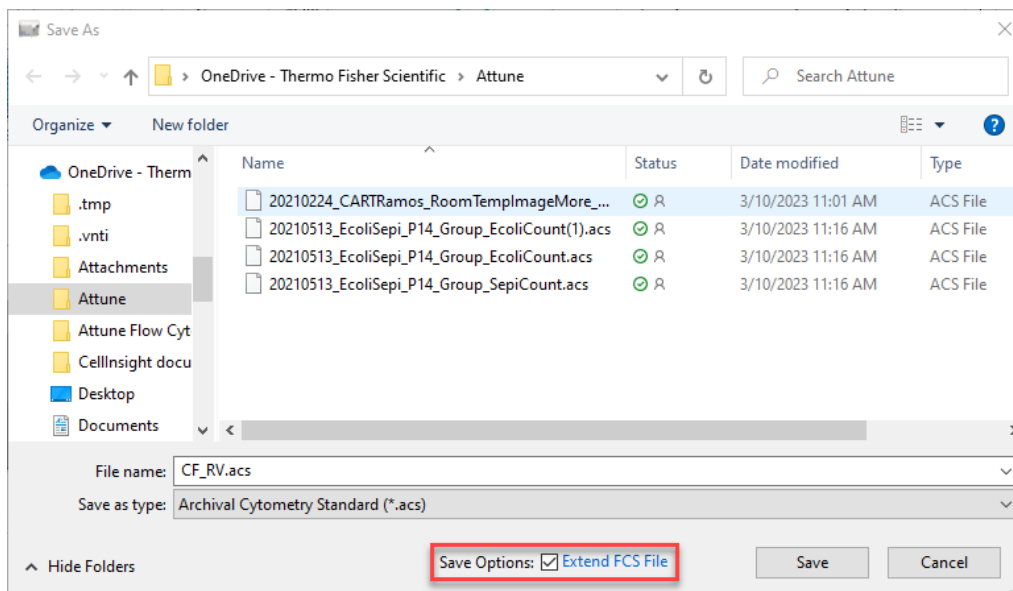 Save As
OneDrive - Thermo Fisher Scientific > Attune
Search Attune
Organize
New folder
?
Name Status Date modified Type
OneDrive - Therm
.tmp
.vnti
Attachments
Attune
Attune Flow Cyt
CellInsight docu
Desktop
Documents
20210224_CARTRamos_RoomTempImageMore_... 3/10/2023 11:01 AM ACS File
20210513_EcoliSepi_P14_Group_EcoliCount(1).acs 3/10/2023 11:16 AM ACS File
20210513_EcoliSepi_P14_Group_EcoliCount.acs 3/10/2023 11:16 AM ACS File
20210513_EcoliSepi_P14_Group_SepiCount.acs 3/10/2023 11:16 AM ACS File
File name: CF_RV.acs
Save as type: Archival Cytometry Standard (*.acs)
Hide Folders
Save Options: Extend FCS File
Save
Cancel